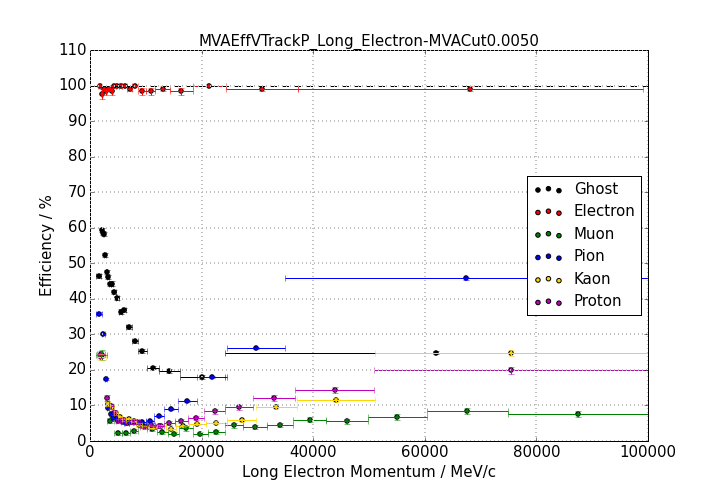 MVAEffVTrackP_Long_Electron-MVACut0.0050
110
100
90
80
70
60
50
40
30
20
10
0
Efficiency / %
Ghost
Electron
Muon
Pion
Kaon
Proton
0 20000 40000 60000 80000 100000
Long Electron Momentum / MeV/c